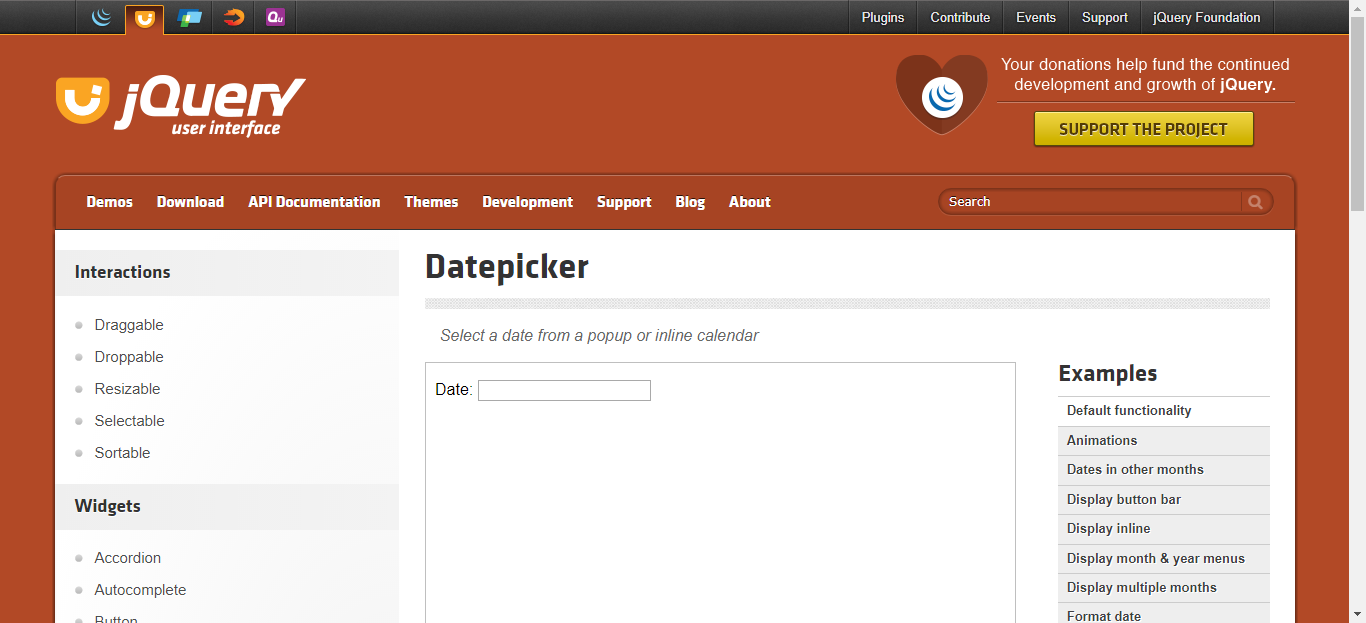 Plugins
Contribute
Events
Support
jQuery Foundation
Qu
jQuery
user interface
Your donations help fund the continued
development and growth of jQuery.
SUPPORT THE PROJECT
Demos
Download
API Documentation
Themes
Development
Support
Blog
About
Search
Interactions
Draggable
Droppable
Resizable
Selectable
Sortable
Widgets
Accordion
Autocomplete
Button
Datepicker
Select a date from a popup or inline calendar
Date:
Examples
Default functionality
Animations
Dates in other months
Display button bar
Display inline
Display month & year menus
Display multiple months
Format date